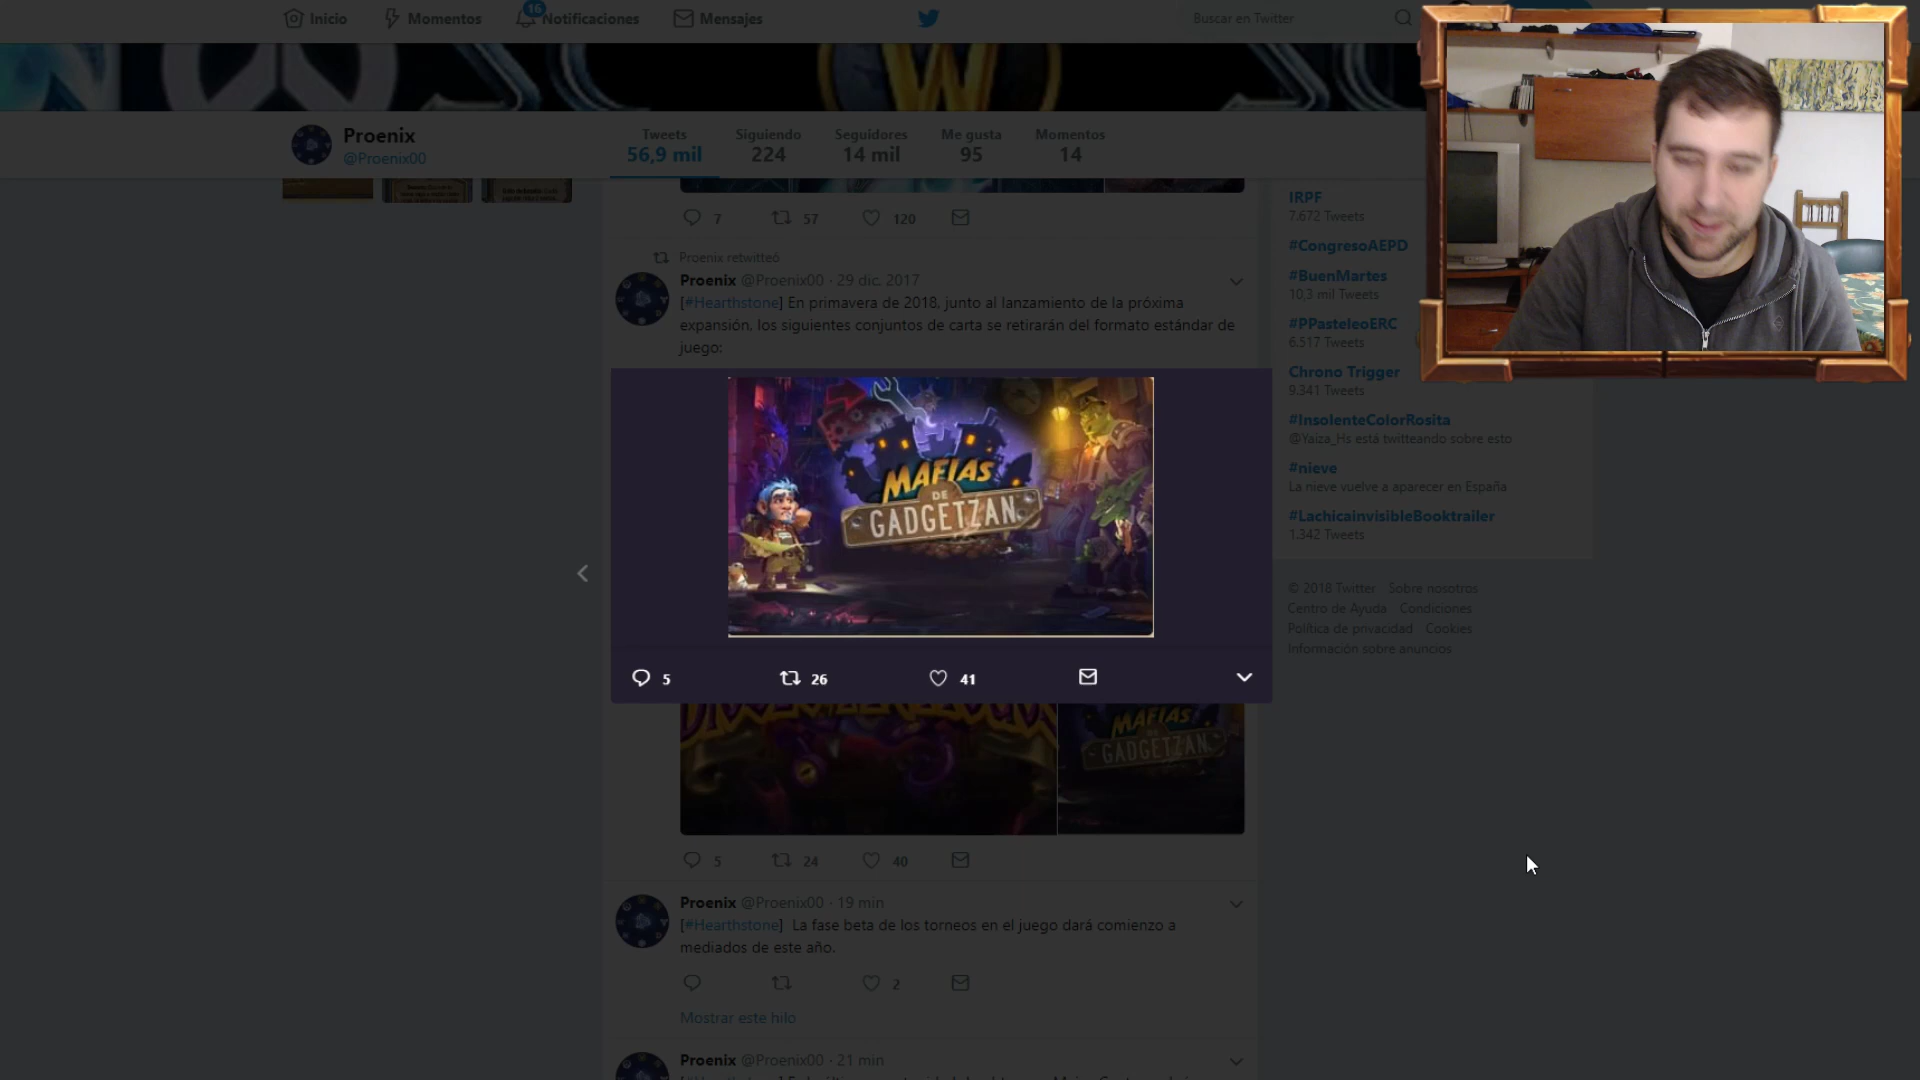 Inicio
Momentos
16
Notificaciones
Mensajes
Buscar en Twitter
Proenix
@Proenix00
Tweets
56,9 mil
Siguiendo
224
Seguidores
14 mil
Me gusta
95
Momentos
14
7
57
120
Proenix retwitteó
Proenix @Proenix00 · 29 dic. 2017
[#Hearthstone] En primavera de 2018, junto al lanzamiento de la próxima
expansión, los siguientes conjuntos de carta se retirarán del formato estándar de
juego:
MAFIAS
DE
GADGETZAN
5
26
41
MAFIAS
DE
GADGETZAN
5
24
40
Proenix @Proenix00 · 19 min
[#Hearthstone] La fase beta de los torneos en el juego dará comienzo a
mediados de este año.
2
Mostrar este hilo
Proenix @Proenix00 · 21 min
IRPF
7.672 Tweets
#CongresoAEPD
#BuenMartes
10,3 mil Tweets
#PPasteleoERC
6.517 Tweets
Chrono Trigger
9.341 Tweets
#InsolenteColorRosita
@Yaiza_Hs está twitteando sobre esto
#nieve
La nieve vuelve a aparecer en España
#LachicainvisibleBooktrailer
1.342 Tweets
© 2018 Twitter Sobre nosotros
Centro de Ayuda Condiciones
Política de privacidad Cookies
Información sobre anuncios